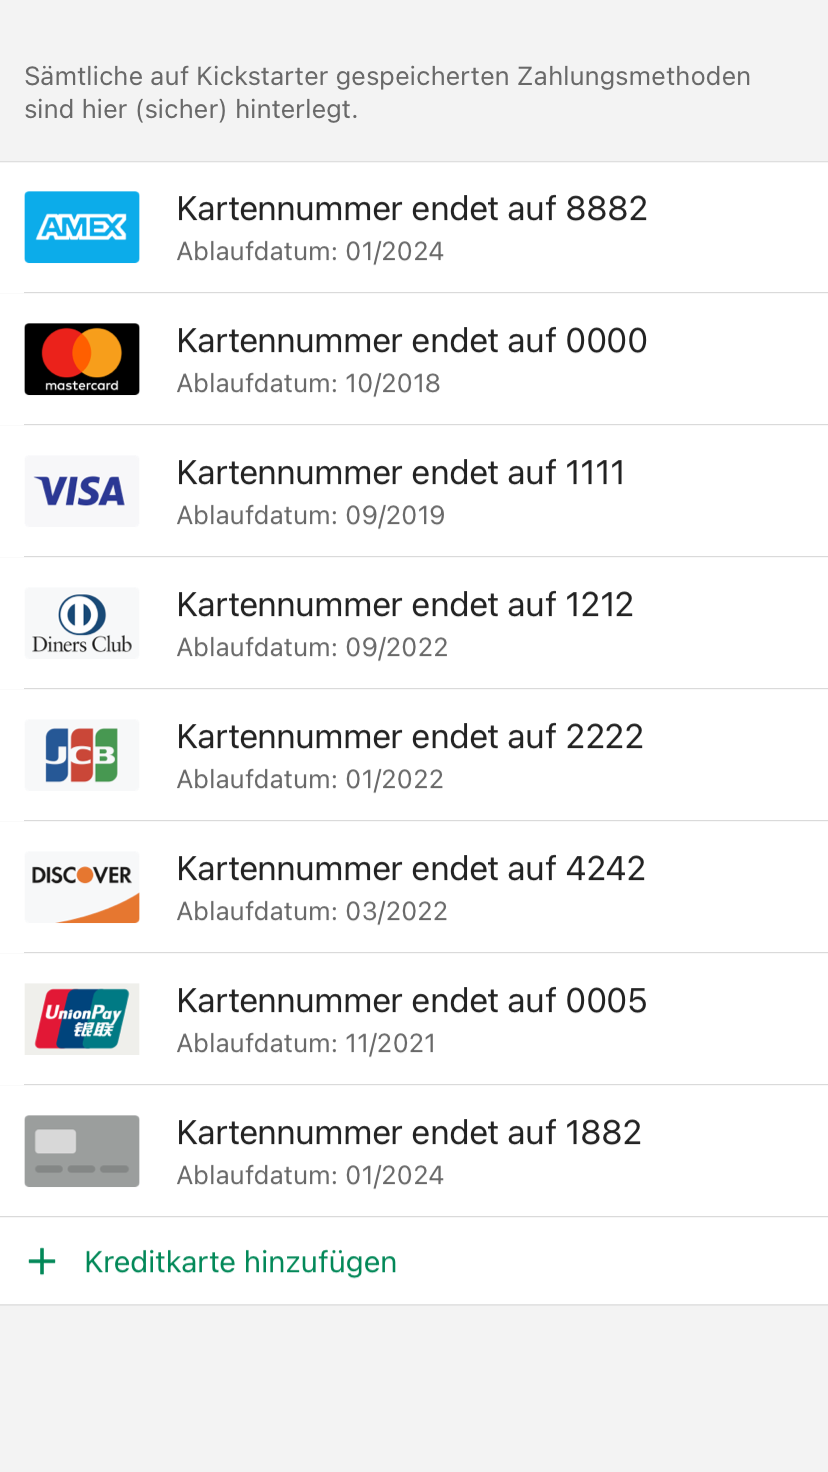 Sämtliche auf Kickstarter gespeicherten Zahlungsmethoden
sind hier (sicher) hinterlegt.
AMEX
Kartennummer endet auf 8882
Ablaufdatum: 01/2024
mastercard
Kartennummer endet auf 0000
Ablaufdatum: 10/2018
VISA
Kartennummer endet auf 1111
Ablaufdatum: 09/2019
Diners Club
Kartennummer endet auf 1212
Ablaufdatum: 09/2022
JCB
Kartennummer endet auf 2222
Ablaufdatum: 01/2022
DISCOVER
Kartennummer endet auf 4242
Ablaufdatum: 03/2022
UnionPay
银联
Kartennummer endet auf 0005
Ablaufdatum: 11/2021
Kartennummer endet auf 1882
Ablaufdatum: 01/2024
+ Kreditkarte hinzufügen